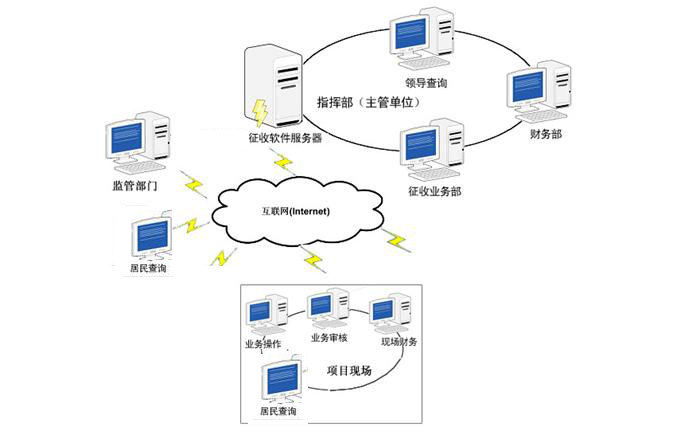 领导查询
指挥部（主管单位）
征收软件服务器
财务部
监管部门
征收业务部
互联网(Internet)
居民查询
业务操作
业务审核
现场财务
项目现场
居民查询